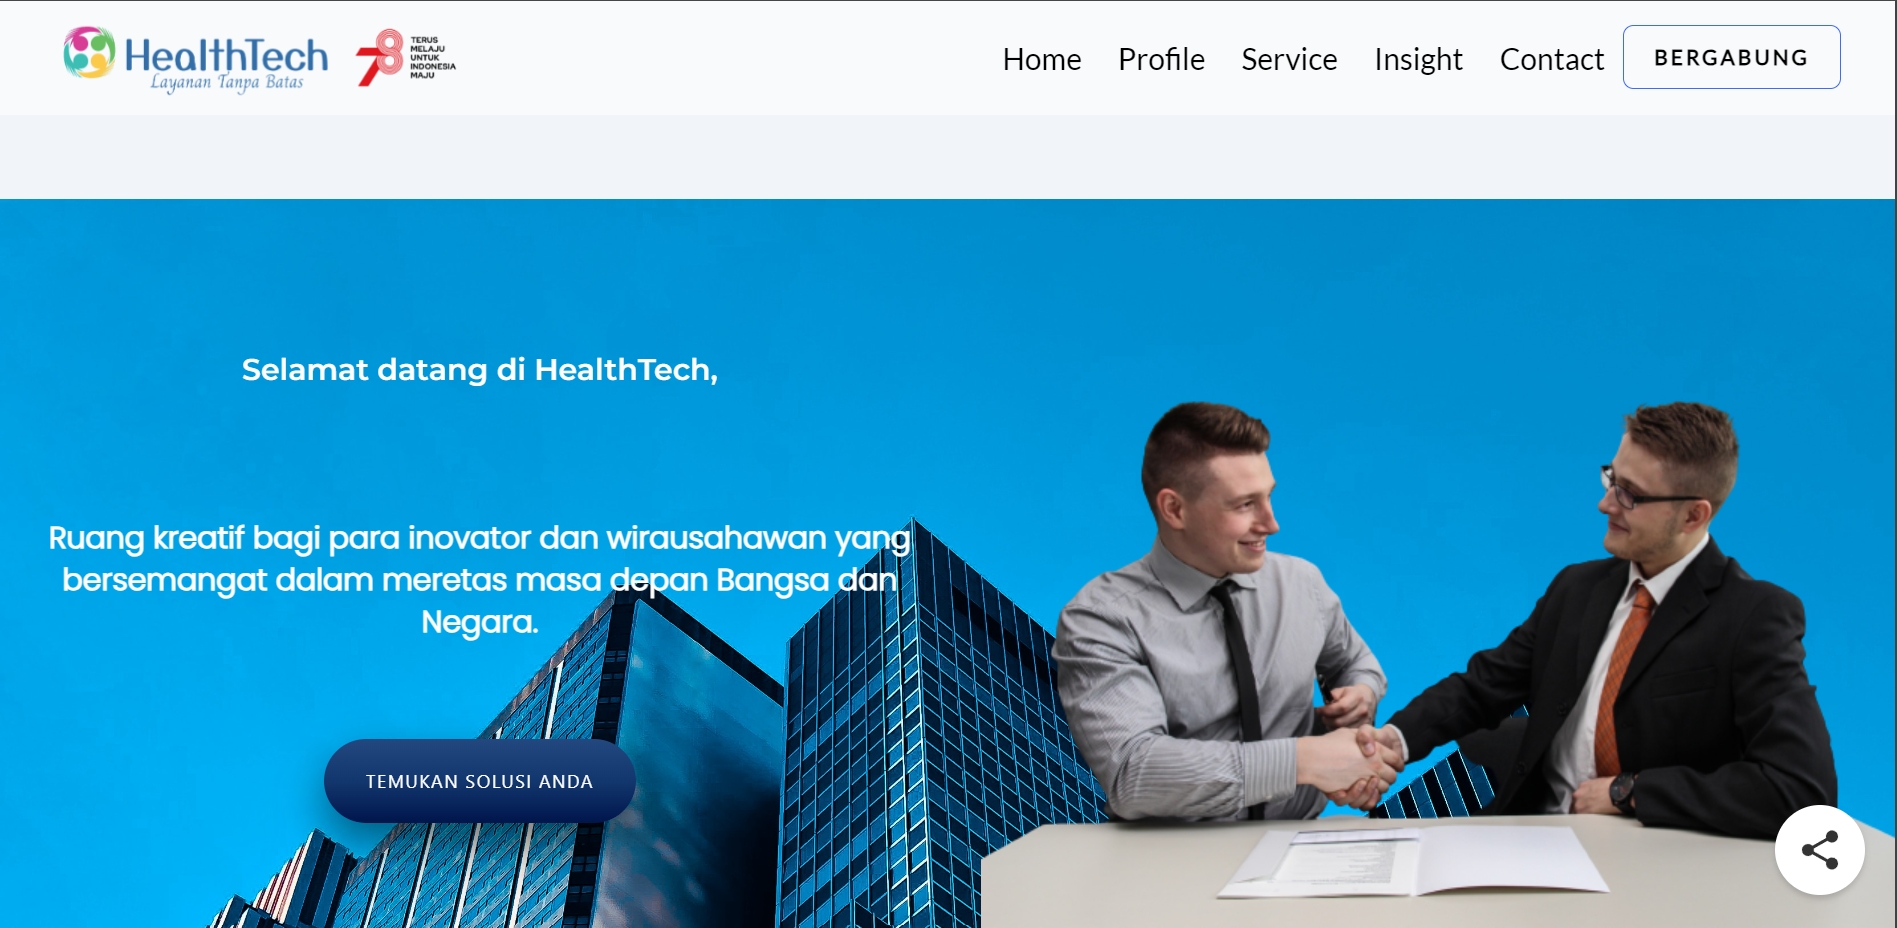 HealthTech
Layanan Tanpa Batas
78
TERUS
MELAJU
UNTUK
INDONESIA
MAJU
Home Profile Service Insight Contact BERGABUNG
Selamat datang di HealthTech,
Ruang kreatif bagi para inovator dan wirausahawan yang
bersemangat dalam meretas masa depan Bangsa dan
Negara.
TEMUKAN SOLUSI ANDA